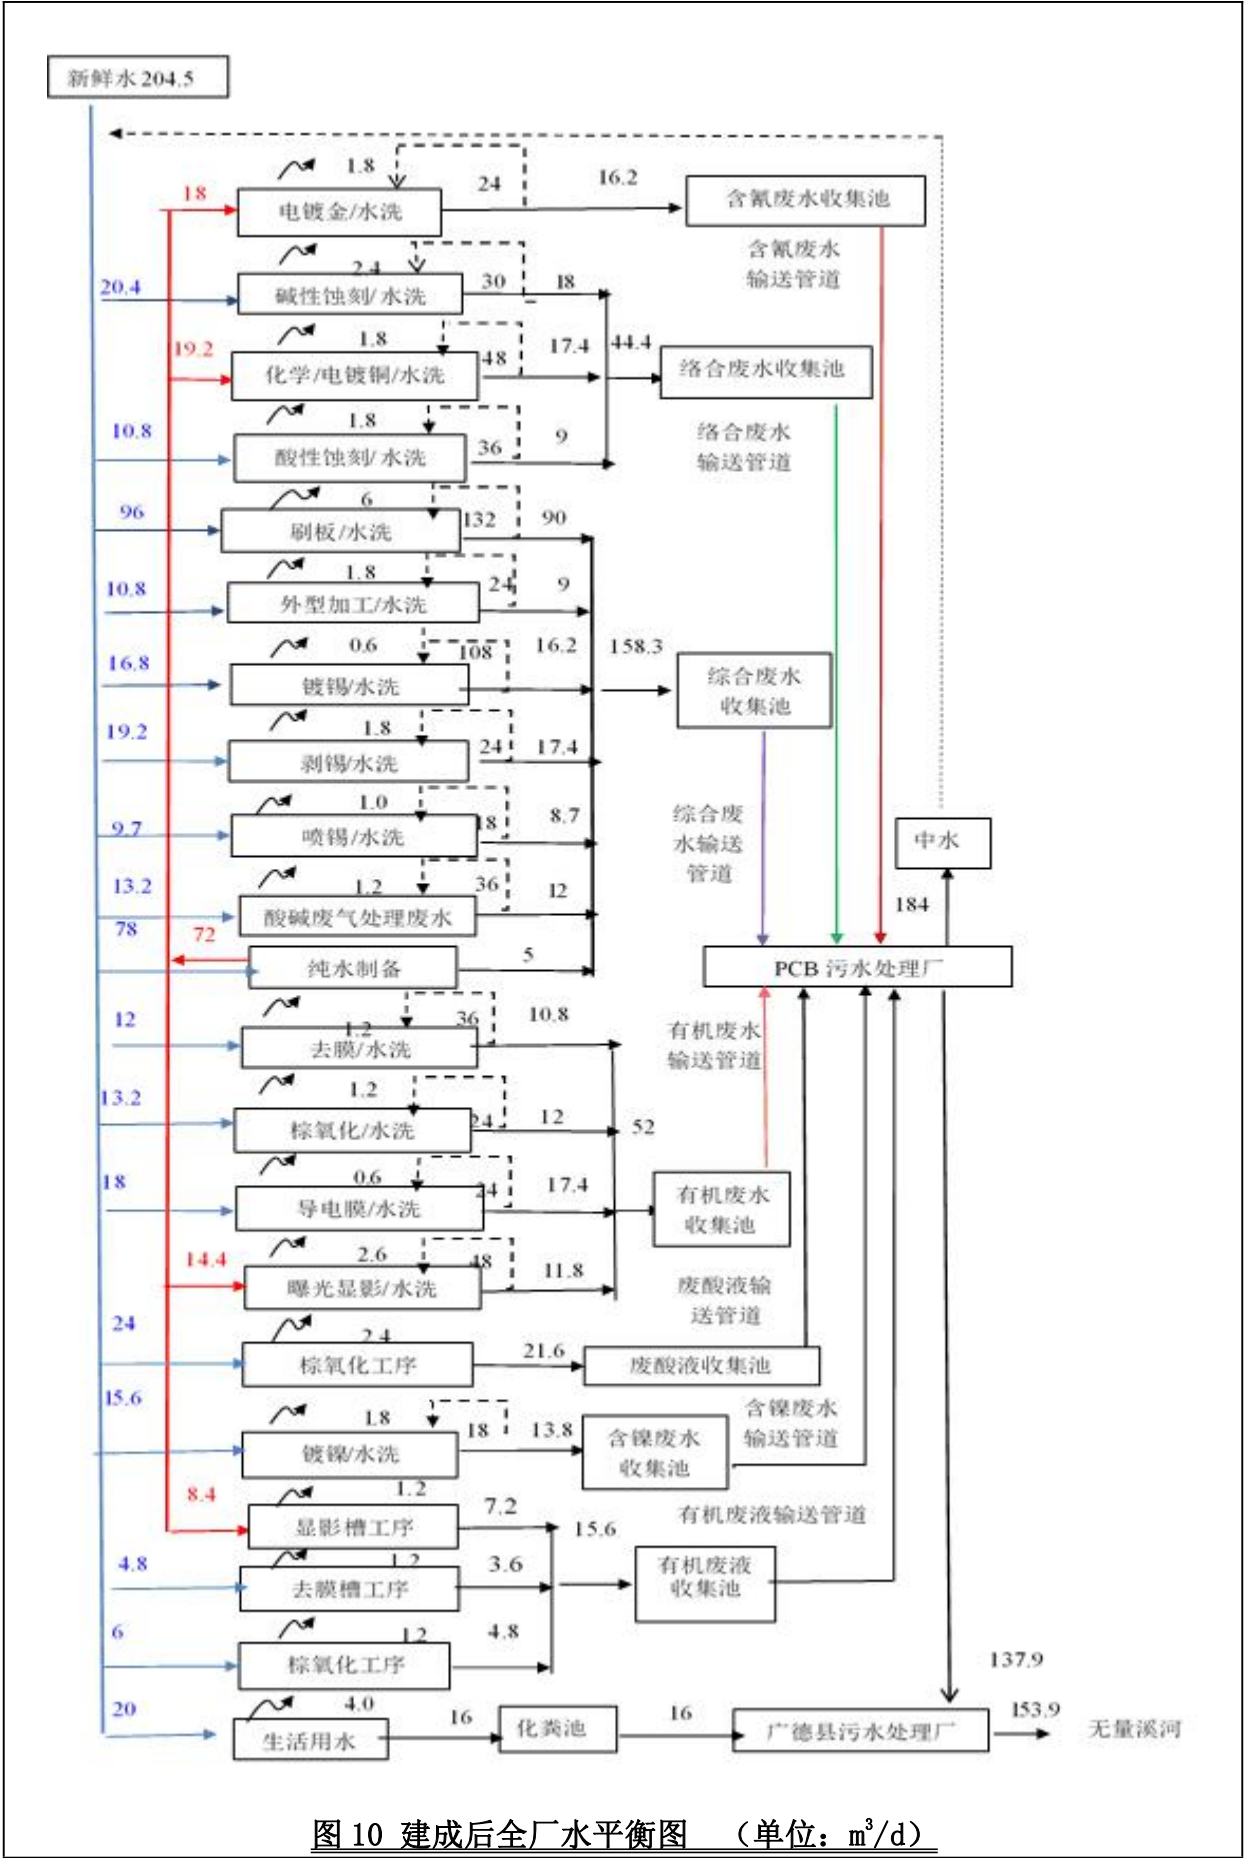 新鲜水 204.5
1.8
18
24
16.2
电镀金/水洗
含氰废水收集池
含氰废水
输送管道
2.4
20.4
30
18
碱性蚀刻/水洗
1.8
19.2
48
17.4
44.4
化学/电镀铜/水洗
络合废水收集池
络合废水
输送管道
1.8
10.8
36
9
酸性蚀刻/水洗
6
96
132
90
刷板/水洗
1.8
10.8
24
9
外型加工/水洗
0.6
16.8
108
16.2
158.3
镀锡/水洗
综合废水
收集池
1.8
19.2
24
17.4
剥锡/水洗
1.0
9.7
18
8.7
喷锡/水洗
综合废
水输送
管道
中水
1.2
13.2
36
12
酸碱废气处理废水
184
78
72
5
纯水制备
PCB 污水处理厂
1.2
12
36
10.8
去膜/水洗
有机废水
输送管道
1.2
13.2
24
12
52
棕氧化/水洗
0.6
18
24
17.4
导电膜/水洗
有机废水
收集池
2.6
14.4
48
11.8
曝光显影/水洗
废酸液输
送管道
2.4
24
21.6
棕氧化工序
废酸液收集池
1.8
15.6
18
13.8
镀镍/水洗
含镍废水
收集池
含镍废水
输送管道
1.2
8.4
7.2
15.6
显影槽工序
有机废液输送管道
1.2
4.8
3.6
去膜槽工序
有机废液
收集池
1.2
6
4.8
棕氧化工序
137.9
4.0
20
16
16
153.9
生活用水
化粪池
广德县污水处理厂
无量溪河
图10 建成后全厂水平衡图 （单位：m³/d）